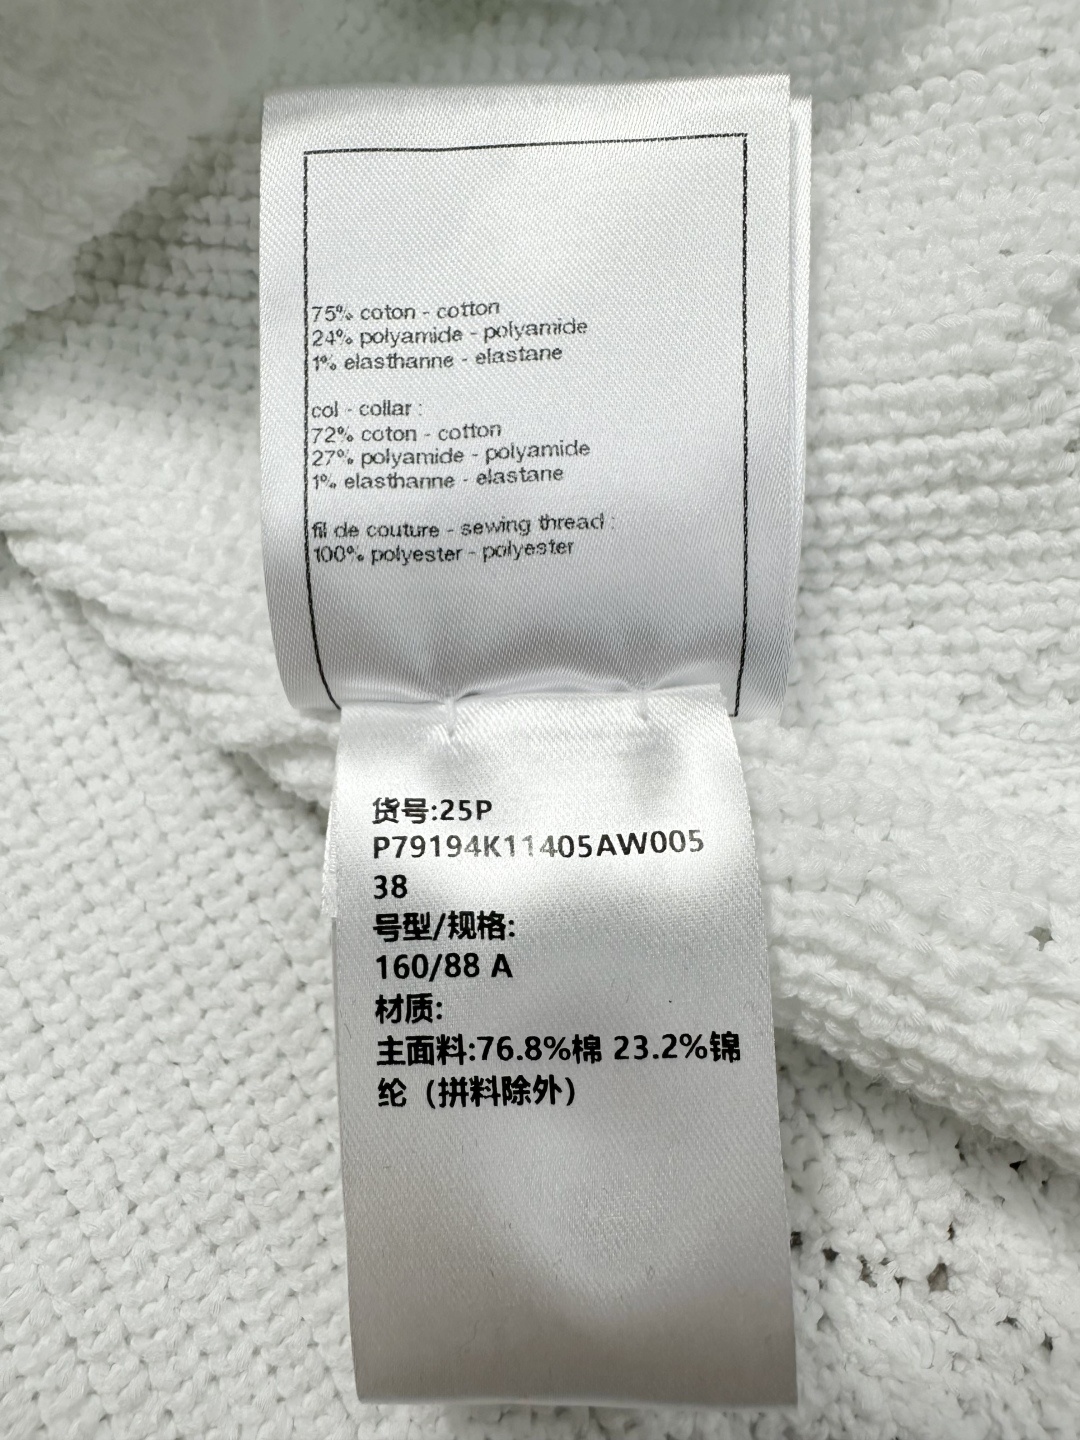 75% coton - cotton
24% polyamide - polyamide
1% elasthanne - elastane
col - collar :
72% coton - cotton
27% polyamide - polyamide
1% elasthanne - elastane
fil de couture - sewing thread :
100% polyester - polyester
货号:25P
P79194K11405AW005
38
号型/规格:
160/88 A
材质:
主面料:76.8%棉 23.2%锦
纶（拼料除外）